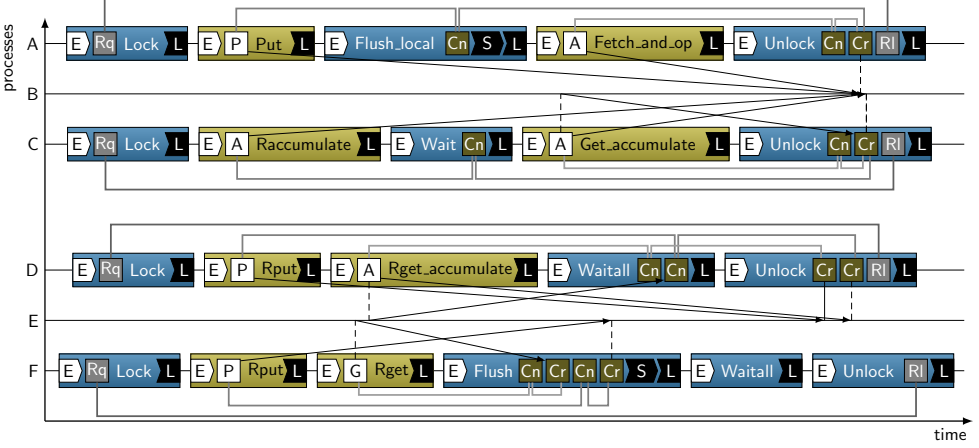 processes
A E Rq Lock L E P Put L E Flush_local Cn S L E A Fetch_and_op L E Unlock Cn Cr Rl L
B
C E Rq Lock L E A Raccumulate L E Wait Cn L E A Get_accumulate L E Unlock Cn Cr Rl L
D E Rq Lock L E P Rput L E A Rget_accumulate L E Waitall Cn Cn L E Unlock Cr Cr Rl L
E
F E Rq Lock L E P Rput L E G Rget L E Flush Cn Cr Cn Cr S L E Waitall L E Unlock Rl L
time